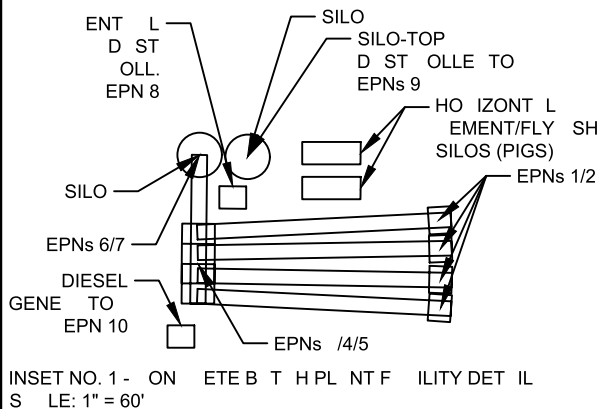 ENT L
D ST
OLL.
EPN 8
SILO
SILO-TOP
D ST OLLE TO
EPNs 9
HO IZONT L
EMENT/FLY SH
SILOS (PIGS)
EPNs 1/2
SILO
EPNs 6/7
DIESEL
GENE TO
EPN 10
EPNs /4/5
INSET NO. 1 - ON ETE B T H PL NT F ILITY DET IL
S LE: 1" = 60'